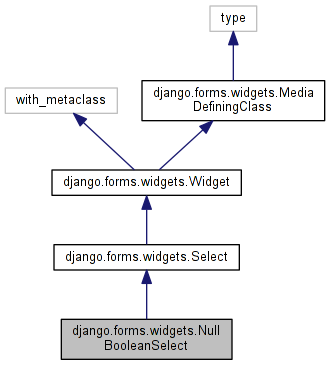 type
django.forms.widgets.Media
DefiningClass
with_metaclass
django.forms.widgets.Widget
django.forms.widgets.Select
django.forms.widgets.Null
BooleanSelect